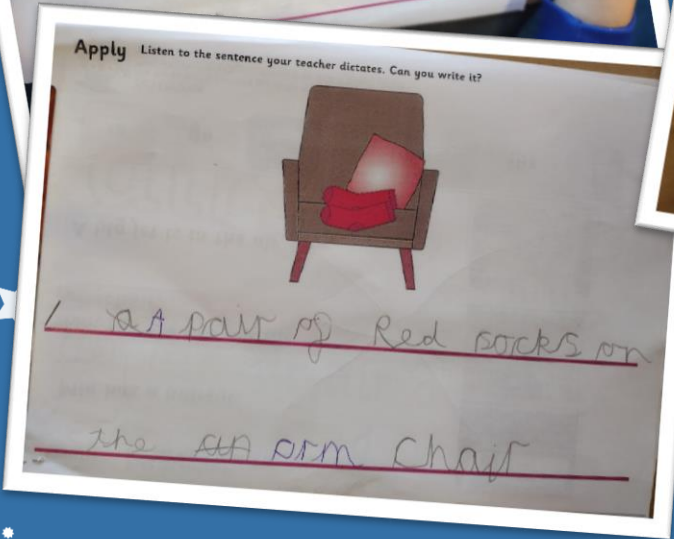 Apply Listen to the sentence your teacher dictates. Can you write it?
a A pair of Red socks on
the arm chair